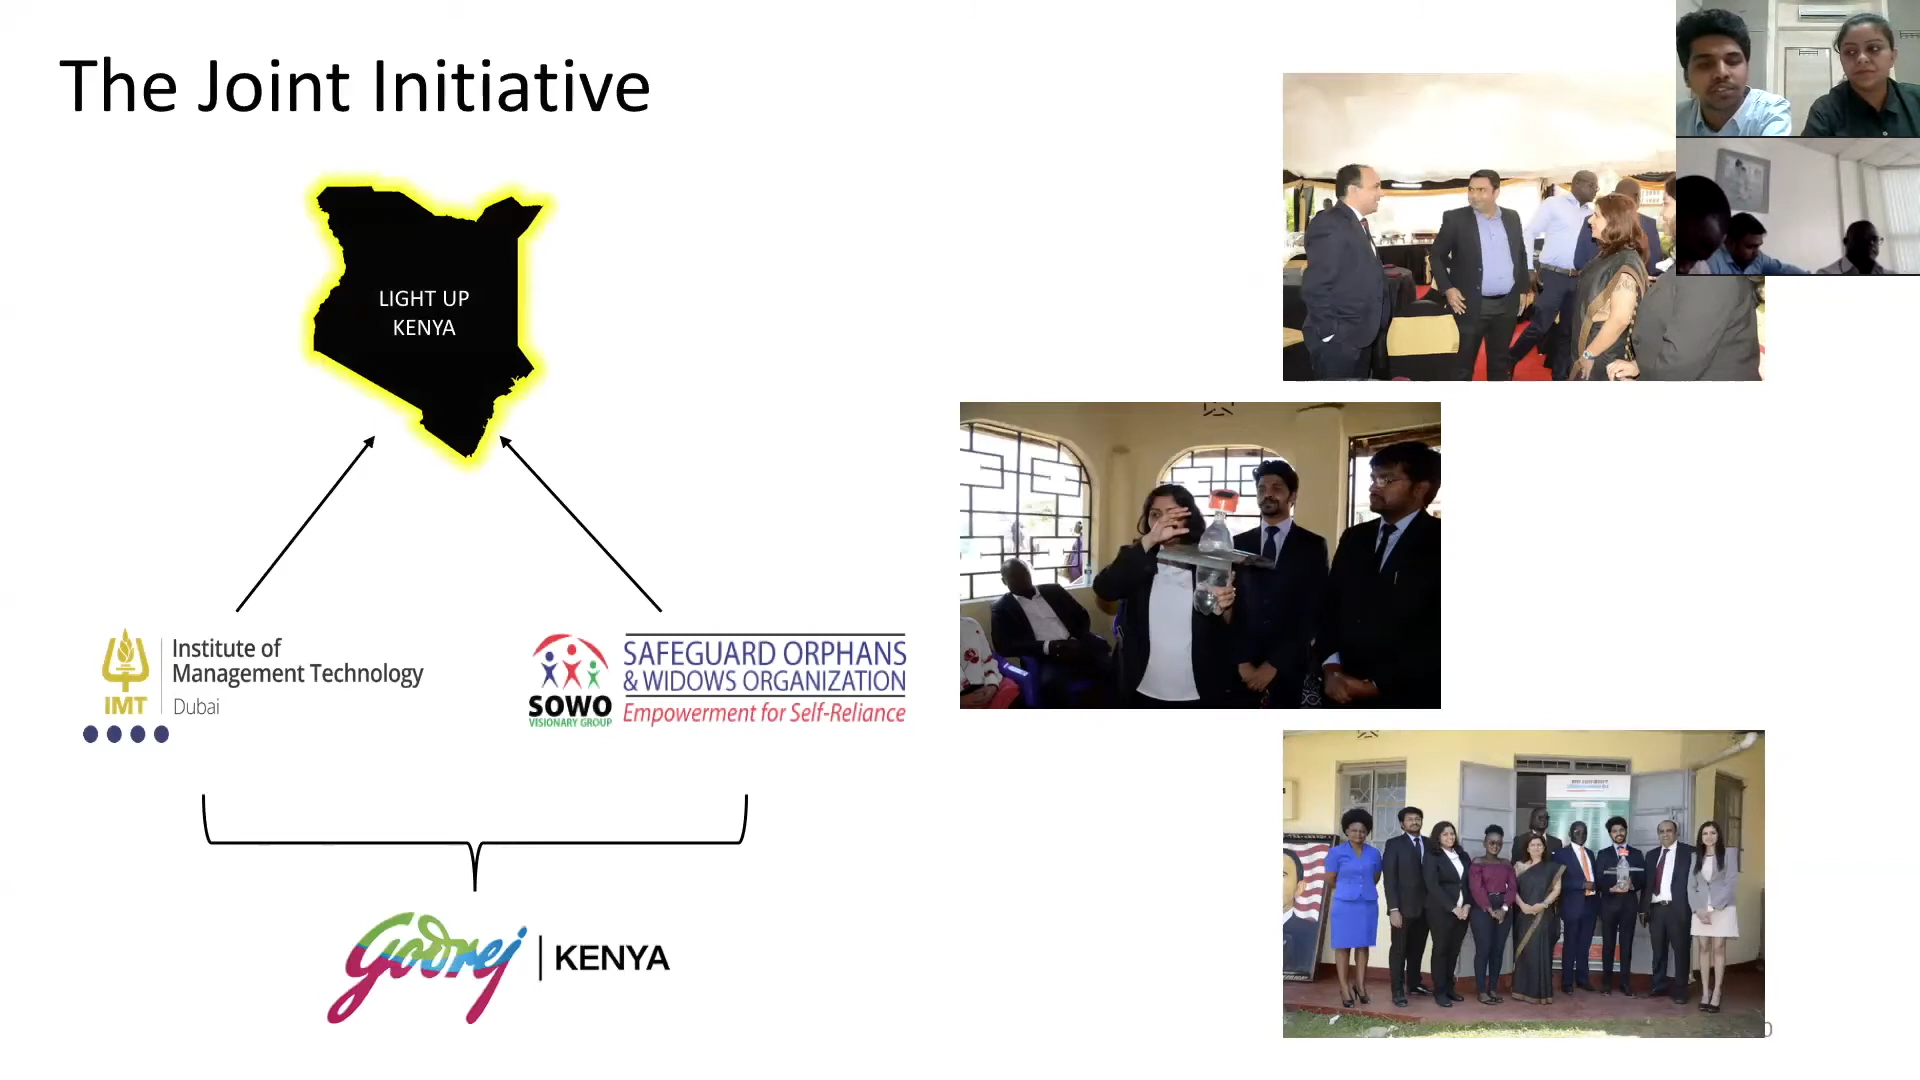 The Joint Initiative
LIGHT UP
KENYA
IMT
Institute of
Management Technology
Dubai
SOWO
VISIONARY GROUP
SAFEGUARD ORPHANS
& WIDOWS ORGANIZATION
Empowerment for Self-Reliance
Godrej
KENYA